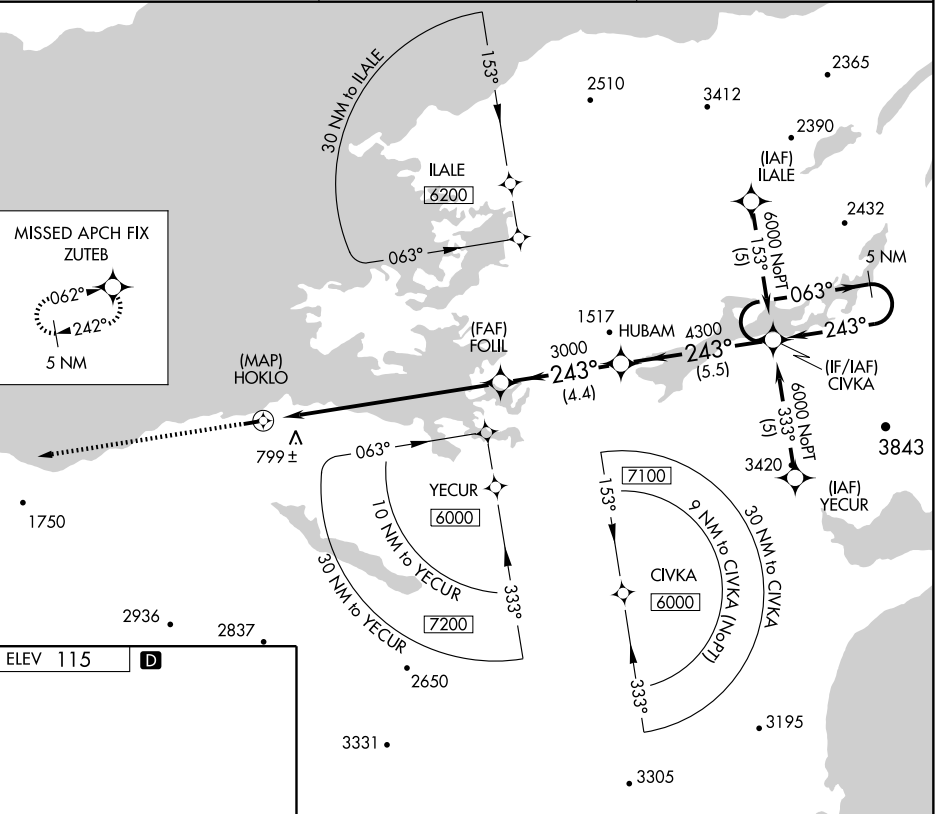 30 NM to ILALE
153°
ILALE
6200
063°
2510
3412
2365
2390
(IAF)
ILALE
2432
6000 NoPT
153°
(5)
5 NM
063°
243°
MISSED APCH FIX
ZUTEB
062°
242°
5 NM
(MAP)
HOKLO
799 ±
(FAF)
FOLIL
3000
243°
(4.4)
1517
HUBAM
4300
243°
(5.5)
(IF/IAF)
CIVKA
6000 NoPT
333°
(5)
3420
3843
(IAF)
YECUR
1750
063°
YECUR
6000
10 NM to YECUR
30 NM to YECUR
7200
333°
7100
153°
9 NM to CIVKA (NoPT)
30 NM to CIVKA
CIVKA
6000
333°
2936
2837
2650
3331
3195
3305
ELEV 115 D